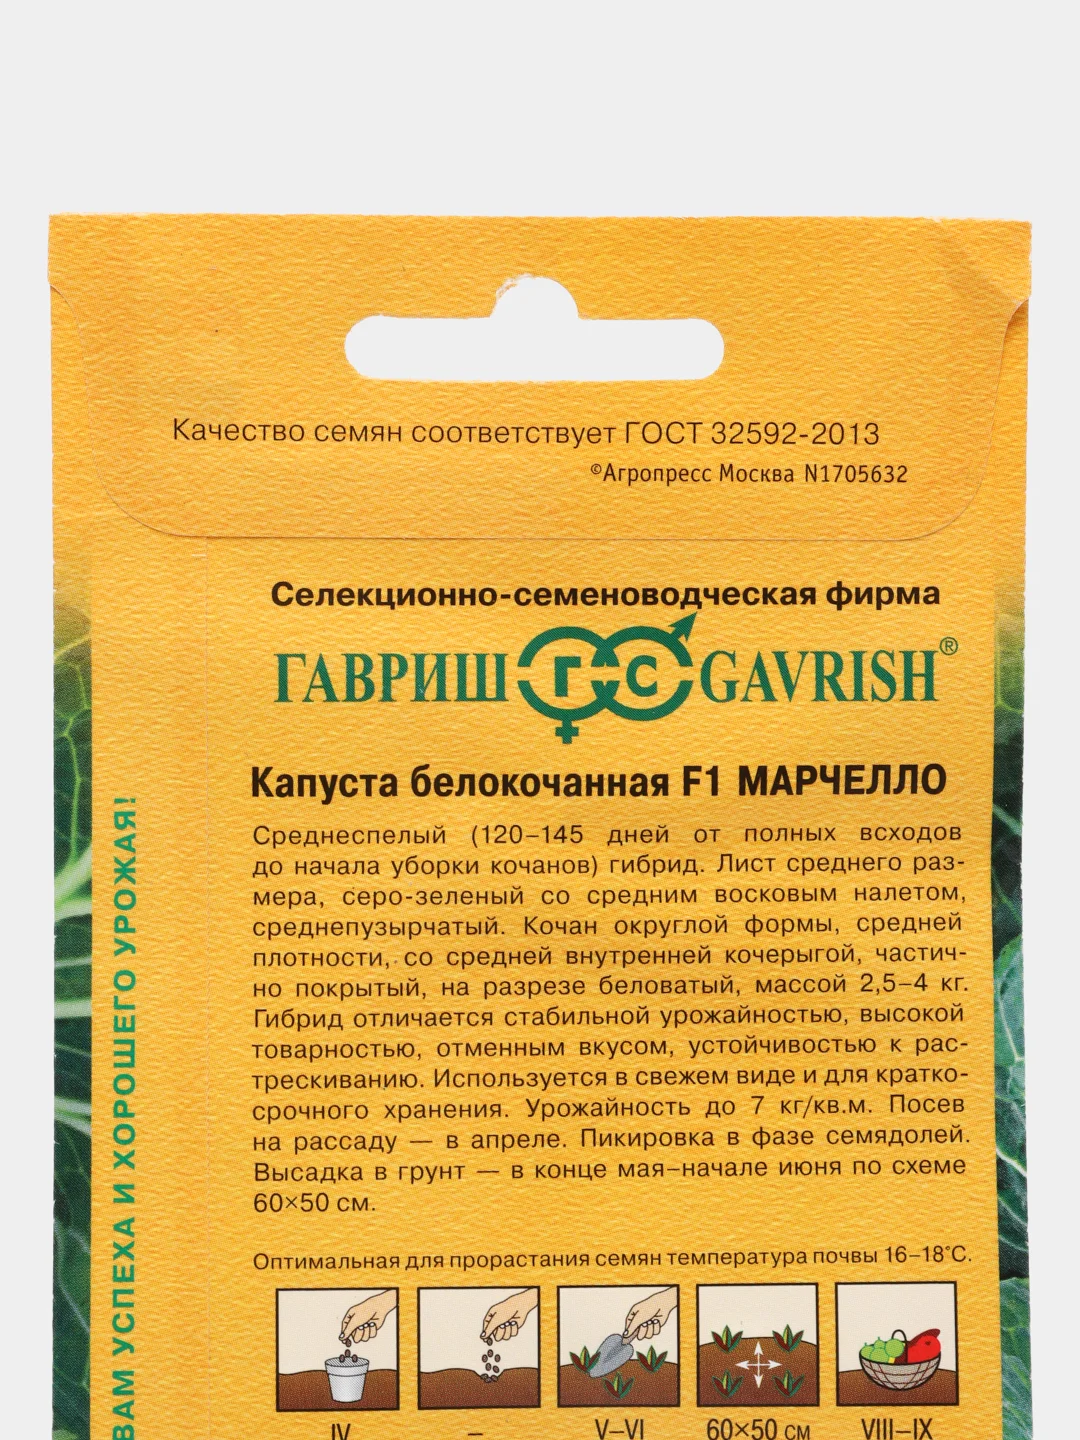 Качество семян соответствует ГОСТ 32592-2013
©Агропресс Москва N1705632
Селекционно-семеноводческая фирма
ГАВРИШ ГС GAVRISH®
Капуста белокочанная F1 МАРЧЕЛЛО
Среднеспелый (120–145 дней от полных всходов
до начала уборки кочанов) гибрид. Лист среднего раз-
мера, серо-зеленый со средним восковым налетом,
среднепузырчатый. Кочан округлой формы, средней
плотности, со средней внутренней кочерыгой, частич-
но покрытый, на разрезе беловатый, массой 2,5–4 кг.
Гибрид отличается стабильной урожайностью, высокой
товарностью, отменным вкусом, устойчивостью к рас-
трескиванию. Используется в свежем виде и для кратко-
срочного хранения. Урожайность до 7 кг/кв.м. Посев
на рассаду — в апреле. Пикировка в фазе семядолей.
Высадка в грунт — в конце мая–начале июня по схеме
60×50 см.
Оптимальная для прорастания семян температура почвы 16–18°С.
IV – V–VI 60×50 см VIII–IX
ВАМ УСПЕХА И ХОРОШЕГО УРОЖАЯ!